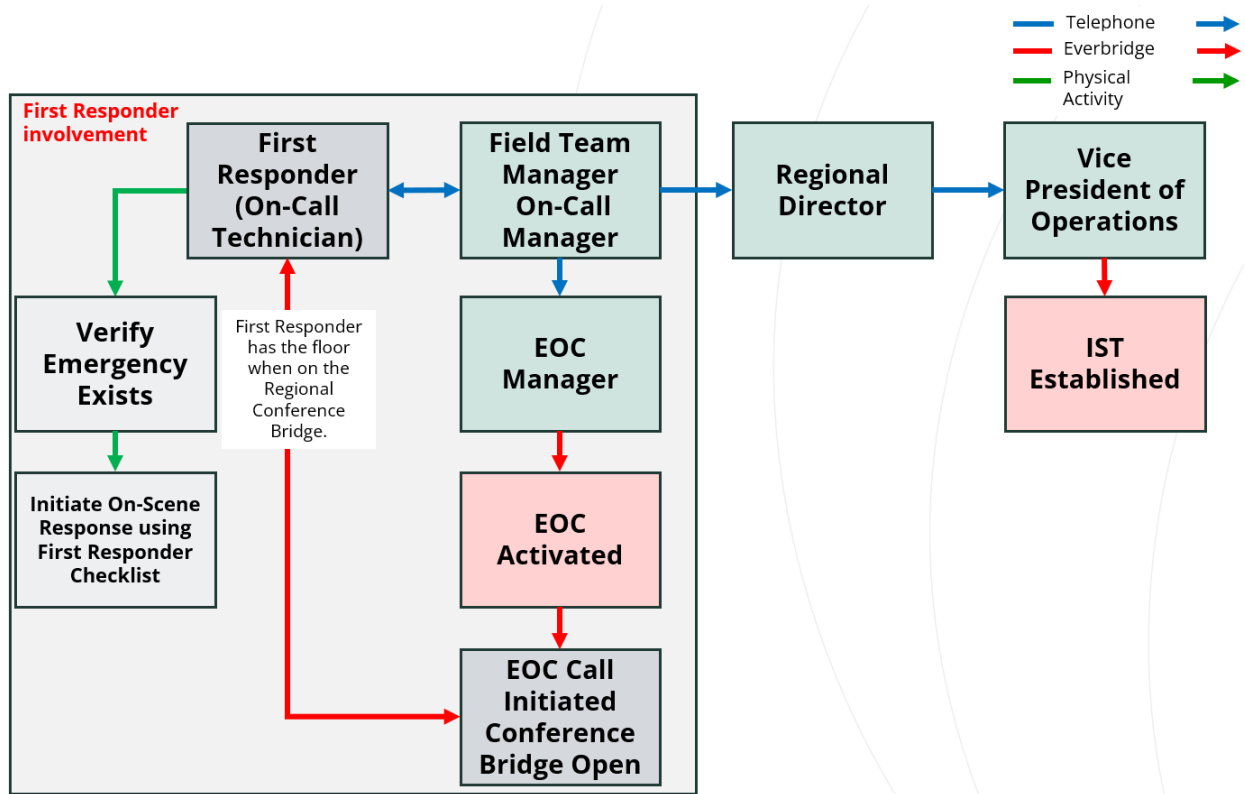 Telephone
Everbridge
Physical
Activity
First Responder
involvement
First
Responder
(On-Call
Technician)
Field Team
Manager
On-Call
Manager
Regional
Director
Vice
President of
Operations
Verify
Emergency
Exists
First Responder
has the floor
when on the
Regional
Conference
Bridge.
EOC
Manager
IST
Established
Initiate On-Scene
Response using
First Responder
Checklist
EOC
Activated
EOC Call
Initiated
Conference
Bridge Open